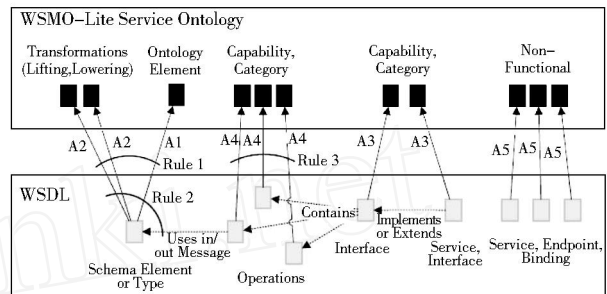 WSMO-Lite Service Ontology
Transformations
(Lifting,Lowering)
Ontology
Element
Capability,
Category
Capability,
Category
Non-
Functional
A2
A2
A1
A4
A4
A4
A3
A3
A5
A5
A5
Rule 1
Rule 3
WSDL
Rule 2
Contains
Uses in/
out Message
Implements
or Extends
Schema Element
or Type
Operations
Interface
Service,
Interface
Service, Endpoint,
Binding